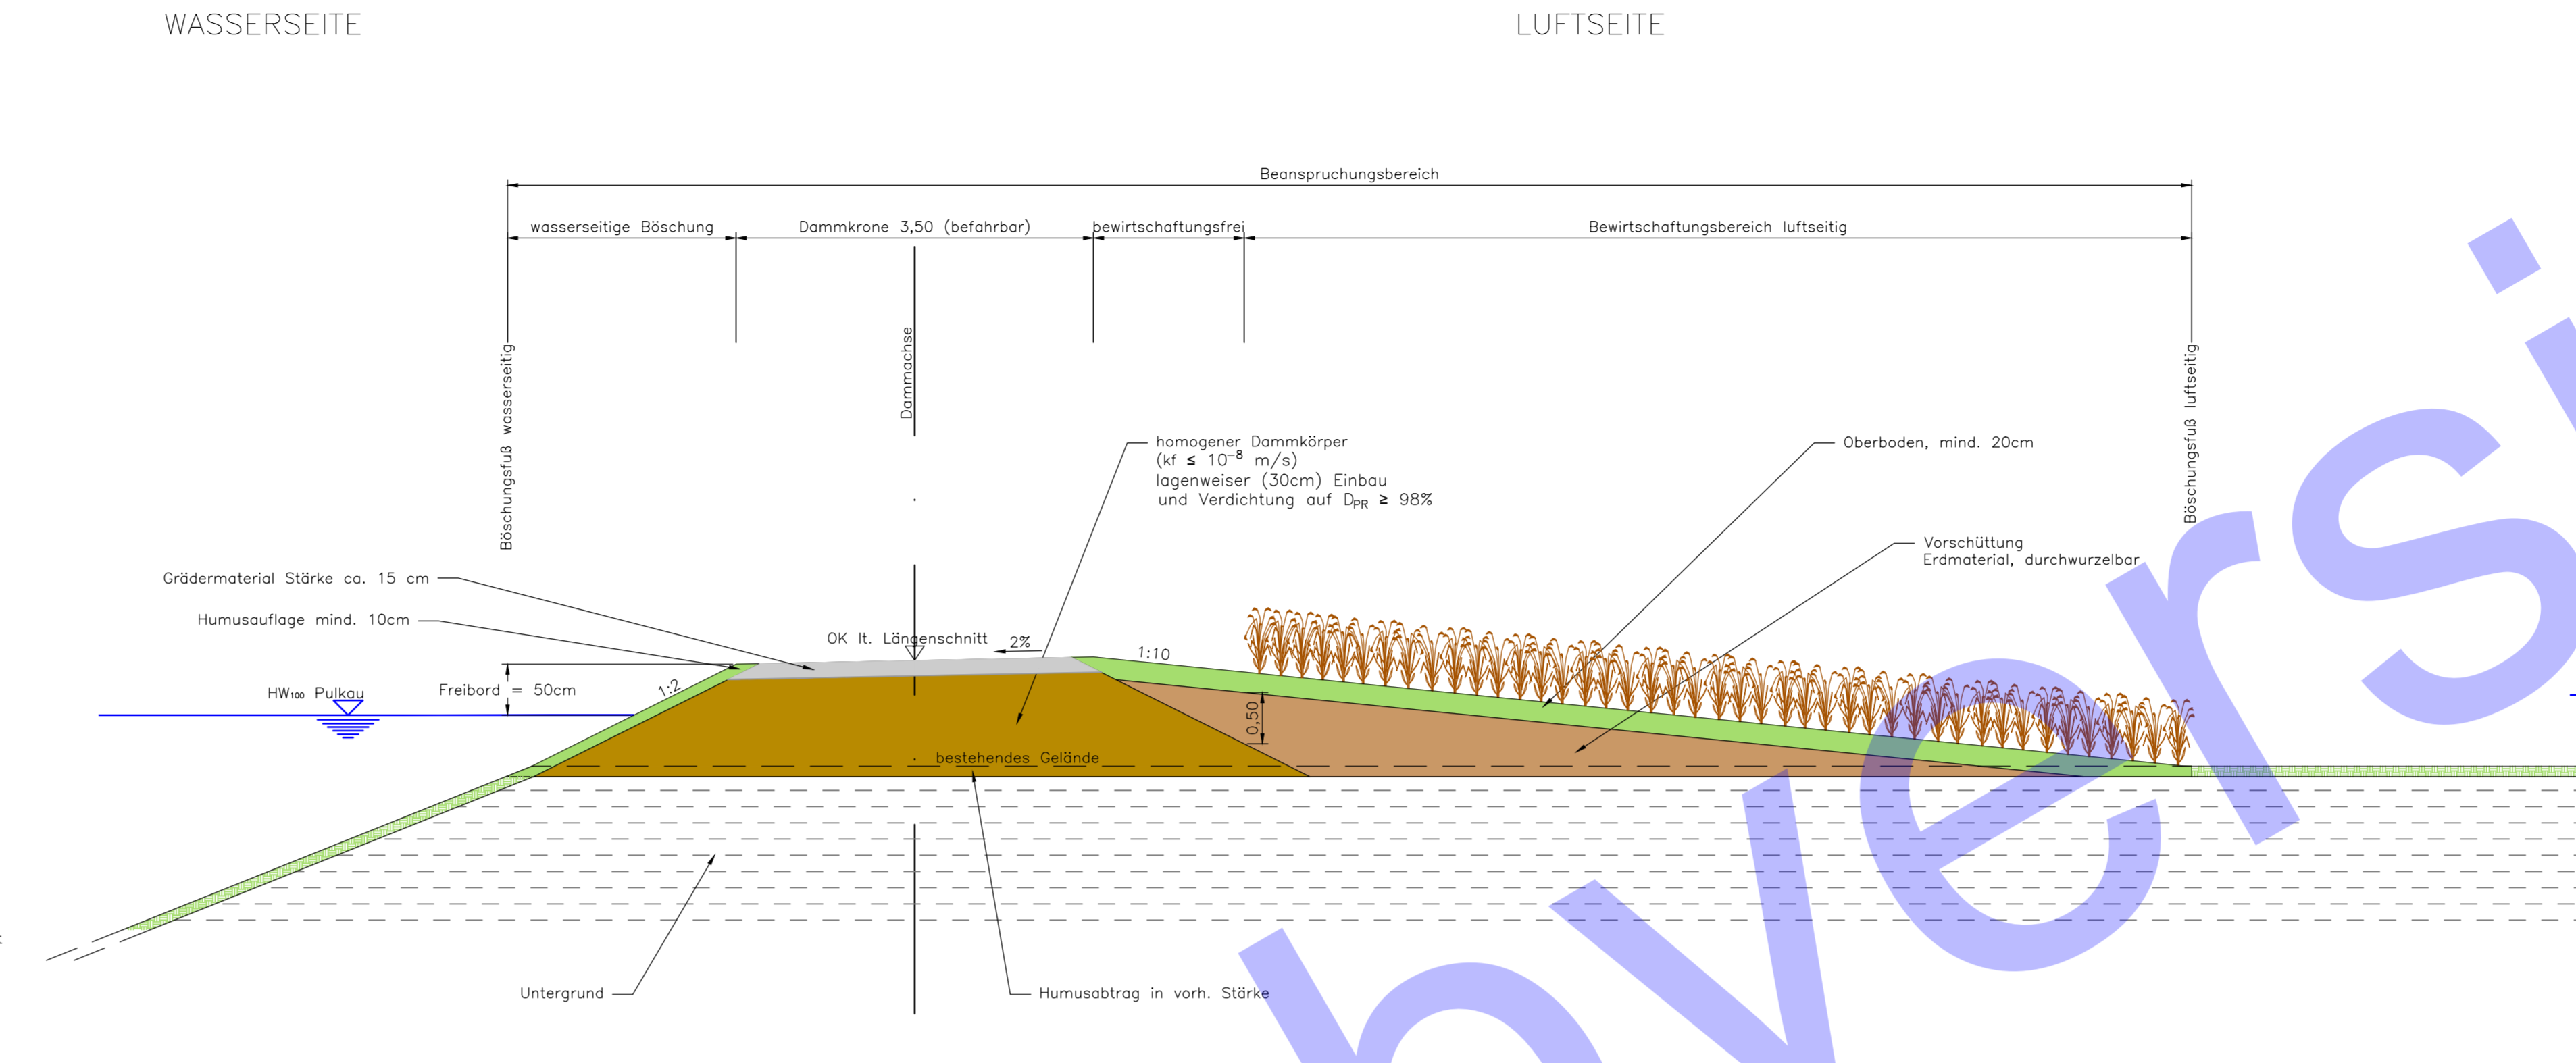 WASSERSEITE
LUFTSEITE
Beanspruchungsbereich
wasserseitige Böschung
Dammkrone 3,50 (befahrbar)
bewirtschaftungsfrei
Bewirtschaftungsbereich luftseitig
Böschungsfuß wasserseitig
Dammachse
Böschungsfuß luftseitig
homogener Dammkörper
(kf ≤ 10⁻⁸ m/s)
lagenweiser (30cm) Einbau
und Verdichtung auf DPR ≥ 98%
Oberboden, mind. 20cm
Vorschüttung
Erdmaterial, durchwurzelbar
Grädermaterial Stärke ca. 15 cm
Humusauflage mind. 10cm
OK lt. Längenschnitt
2%
1:10
1:2
HW₁₀₀ Pulkau
Freibord = 50cm
0,50
bestehendes Gelände
Untergrund
Humusabtrag in vorh. Stärke